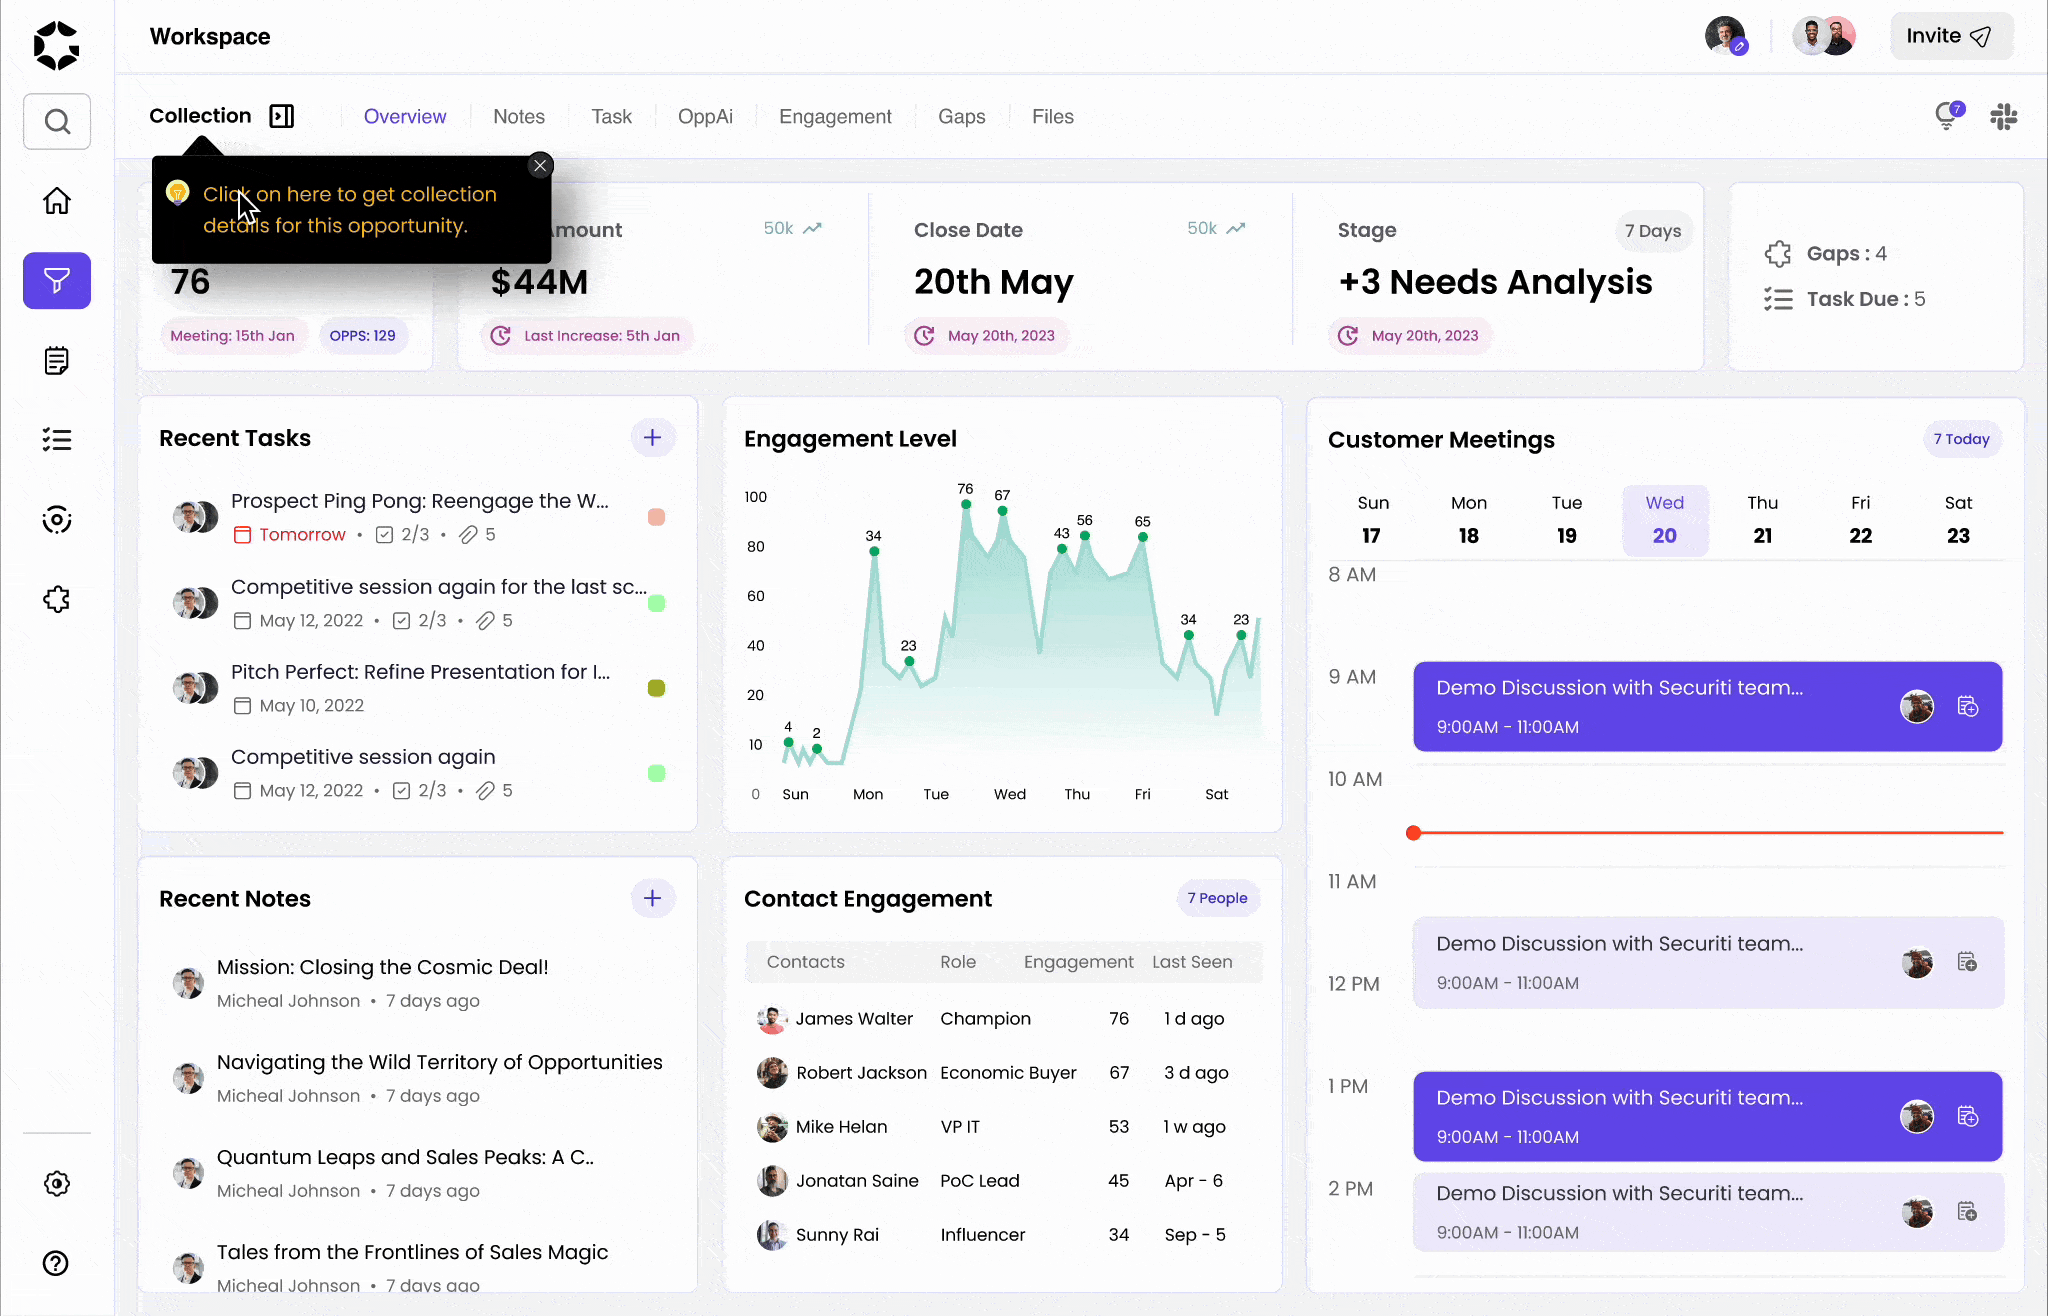 Workspace
Invite
Collection
Overview
Notes
Task
OppAi
Engagement
Gaps
Files
7
Click on here to get collection
details for this opportunity.
76
Meeting: 15th Jan
OPPS: 129
mount
50k
$44M
Last Increase: 5th Jan
Close Date
50k
20th May
May 20th, 2023
Stage
7 Days
+3 Needs Analysis
May 20th, 2023
Gaps : 4
Task Due : 5
Recent Tasks
Prospect Ping Pong: Reengage the W...
Tomorrow • 2/3 • 5
Competitive session again for the last sc...
May 12, 2022 • 2/3 • 5
Pitch Perfect: Refine Presentation for I...
May 10, 2022
Competitive session again
May 12, 2022 • 2/3 • 5
Engagement Level
100
80
60
40
20
10
0
4
2
34
23
76
67
43
56
65
34
23
Sun Mon Tue Wed Thu Fri Sat
Customer Meetings
7 Today
Sun Mon Tue Wed Thu Fri Sat
17 18 19 20 21 22 23
8 AM
9 AM
Demo Discussion with Securiti team...
9:00AM - 11:00AM
10 AM
11 AM
Demo Discussion with Securiti team...
9:00AM - 11:00AM
12 PM
1 PM
Demo Discussion with Securiti team...
9:00AM - 11:00AM
2 PM
Demo Discussion with Securiti team...
9:00AM - 11:00AM
Recent Notes
Mission: Closing the Cosmic Deal!
Micheal Johnson • 7 days ago
Navigating the Wild Territory of Opportunities
Micheal Johnson • 7 days ago
Quantum Leaps and Sales Peaks: A C..
Micheal Johnson • 7 days ago
Tales from the Frontlines of Sales Magic
Micheal Johnson • 7 days ago
Contact Engagement
7 People
Contacts Role Engagement Last Seen
James Walter Champion 76 1 d ago
Robert Jackson Economic Buyer 67 3 d ago
Mike Helan VP IT 53 1 w ago
Jonatan Saine PoC Lead 45 Apr - 6
Sunny Rai Influencer 34 Sep - 5